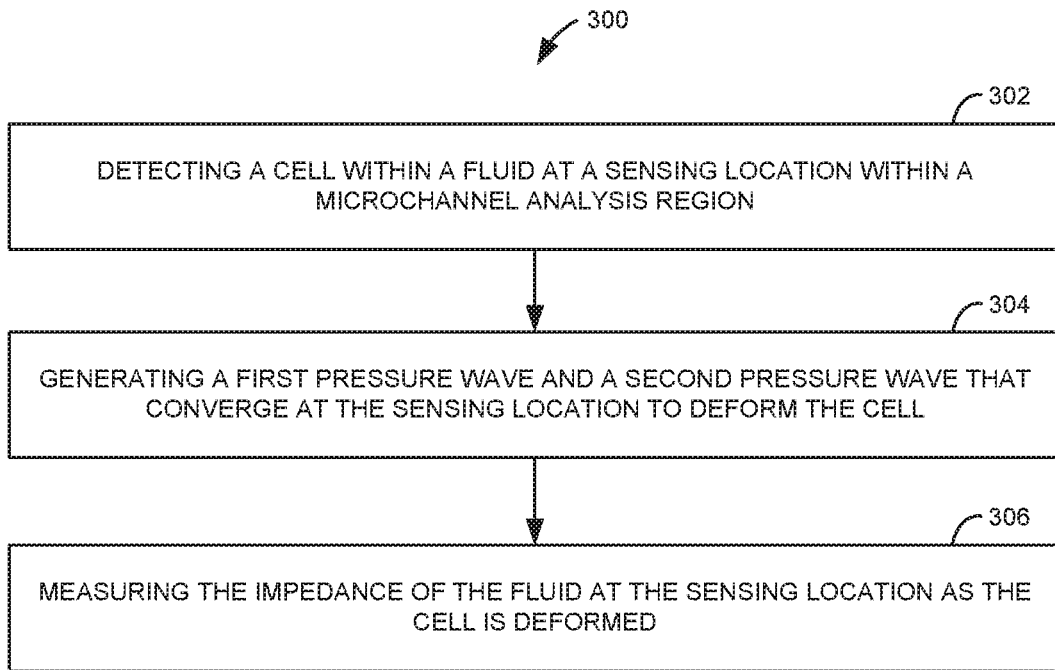 300
302
DETECTING A CELL WITHIN A FLUID AT A SENSING LOCATION WITHIN A
MICROCHANNEL ANALYSIS REGION
304
GENERATING A FIRST PRESSURE WAVE AND A SECOND PRESSURE WAVE THAT
CONVERGE AT THE SENSING LOCATION TO DEFORM THE CELL
306
MEASURING THE IMPEDANCE OF THE FLUID AT THE SENSING LOCATION AS THE
CELL IS DEFORMED